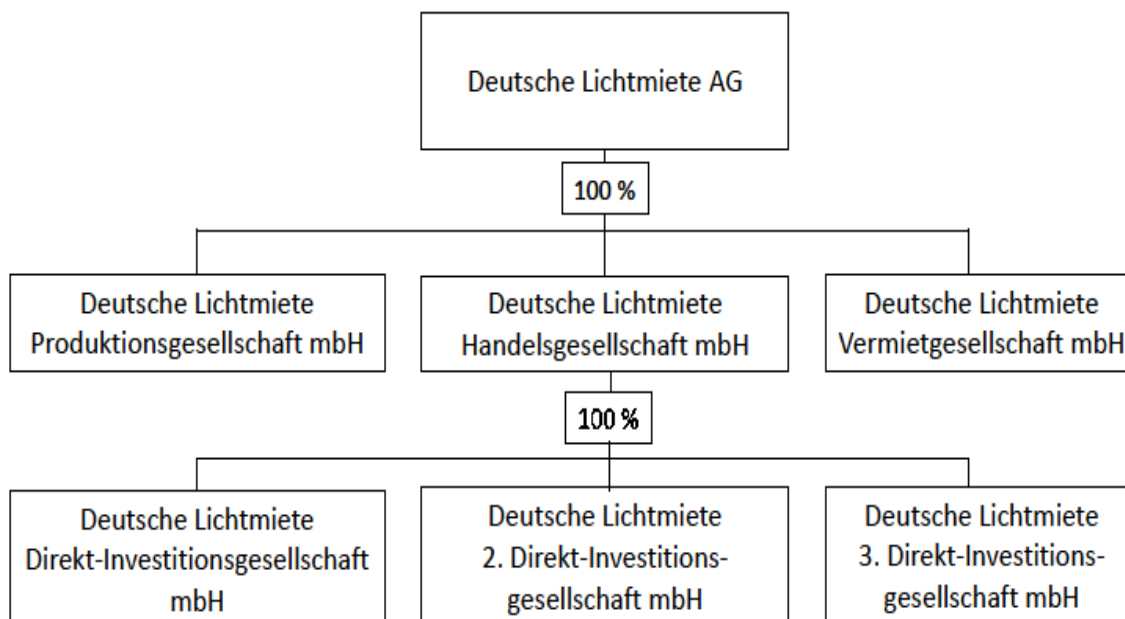 Deutsche Lichtmiete AG
100 %
Deutsche Lichtmiete
Produktionsgesellschaft mbH
Deutsche Lichtmiete
Handelsgesellschaft mbH
Deutsche Lichtmiete
Vermietgesellschaft mbH
100 %
Deutsche Lichtmiete
Direkt-Investitionsgesellschaft
mbH
Deutsche Lichtmiete
2. Direkt-Investitions-
gesellschaft mbH
Deutsche Lichtmiete
3. Direkt-Investitions-
gesellschaft mbH